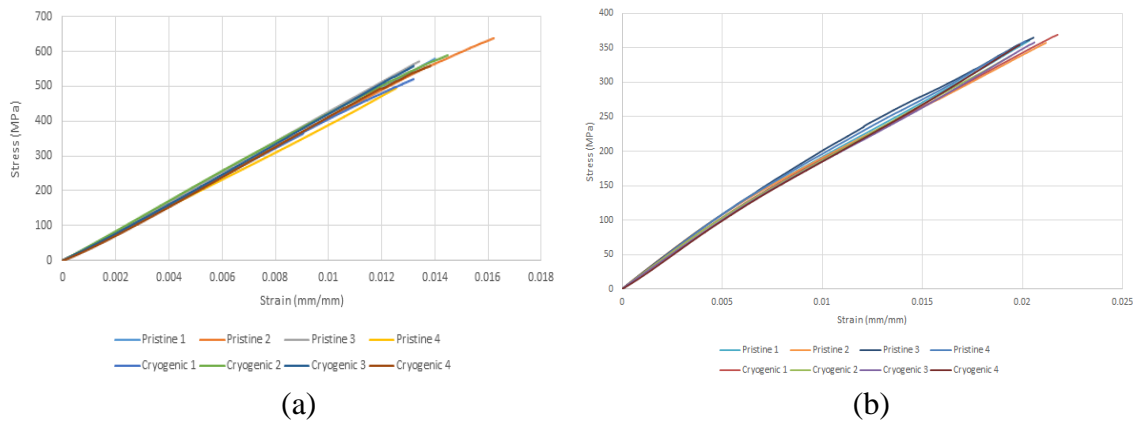 700
600
500
400
300
200
100
0
Stress (MPa)
0 0.002 0.004 0.006 0.008 0.01 0.012 0.014 0.016 0.018
Strain (mm/mm)
Pristine 1 Pristine 2 Pristine 3 Pristine 4
Cryogenic 1 Cryogenic 2 Cryogenic 3 Cryogenic 4
(a)
400
350
300
250
200
150
100
50
0
Stress (MPa)
0 0.005 0.01 0.015 0.02 0.025
Strain (mm/mm)
Pristine 1 Pristine 2 Pristine 3 Pristine 4
Cryogenic 1 Cryogenic 2 Cryogenic 3 Cryogenic 4
(b)